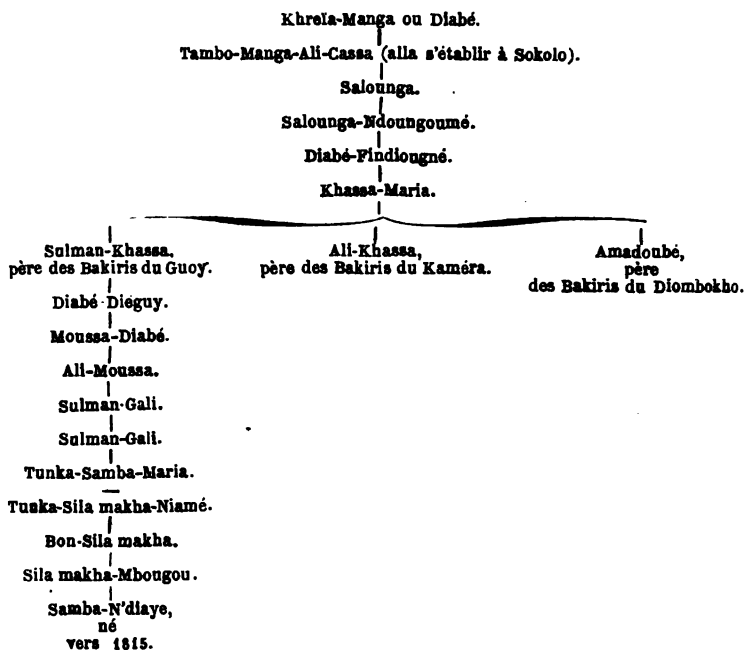 Khreïa-Manga ou Diabé.
Tambo-Manga-Ali-Cassa (alla s'établir à Sokolo).
Salounga.
Salounga-Ndoungoumé.
Diabé-Findiougné.
Khassa-Maria.
Sulman-Khassa,
père des Bakiris du Guoy.
Ali-Khassa,
père des Bakiris du Kaméra.
Amadoubé,
père
des Bakiris du Diombokho.
Diabé-Diéguy.
Moussa-Diabé.
Ali-Moussa.
Sulman-Gali.
Sulman-Gali.
Tunka-Samba-Maria.
Tunka-Sila makha-Niamé.
Bon-Sila makha.
Sila makha-Mbougou.
Samba-N'diaye,
né
vers 1815.